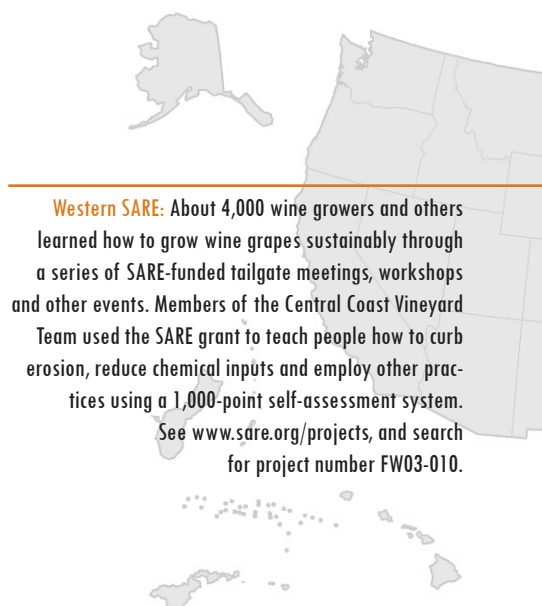 Western SARE: About 4,000 wine growers and others
learned how to grow wine grapes sustainably through
a series of SARE-funded tailgate meetings, workshops
and other events. Members of the Central Coast Vineyard
Team used the SARE grant to teach people how to curb
erosion, reduce chemical inputs and employ other prac-
tices using a 1,000-point self-assessment system.
See www.sare.org/projects, and search
for project number FW03-010.